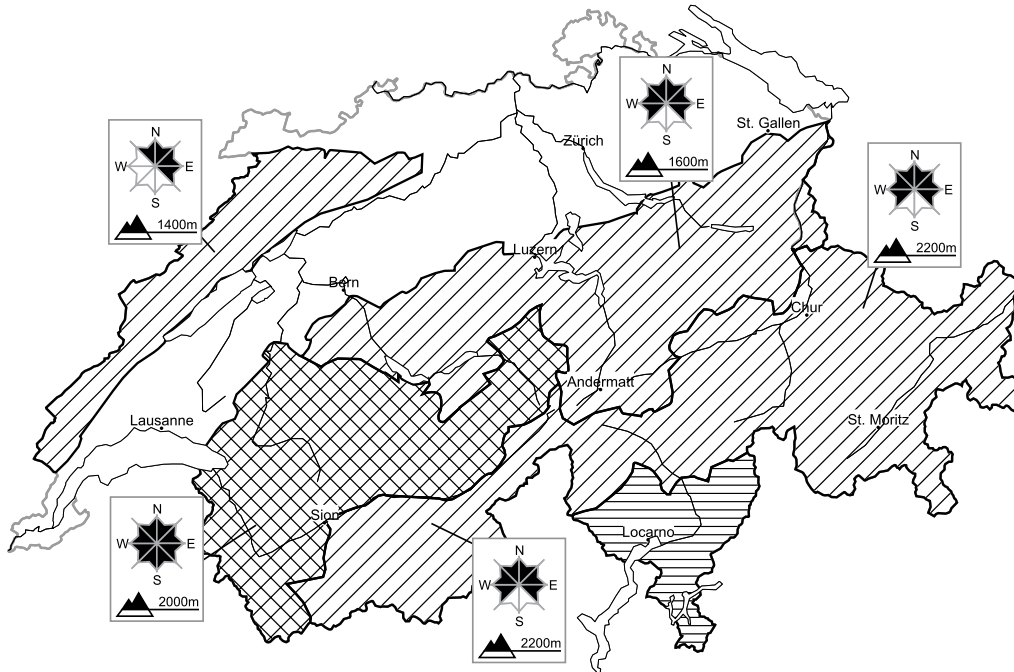 N
W E
S
1600m
St. Gallen
Zürich
N
W E
S
1400m
N
W E
S
2200m
Luzern
Bern
Chur
Andermatt
Lausanne
St. Moritz
N
W E
S
2000m
Sion
Locarno
N
W E
S
2200m